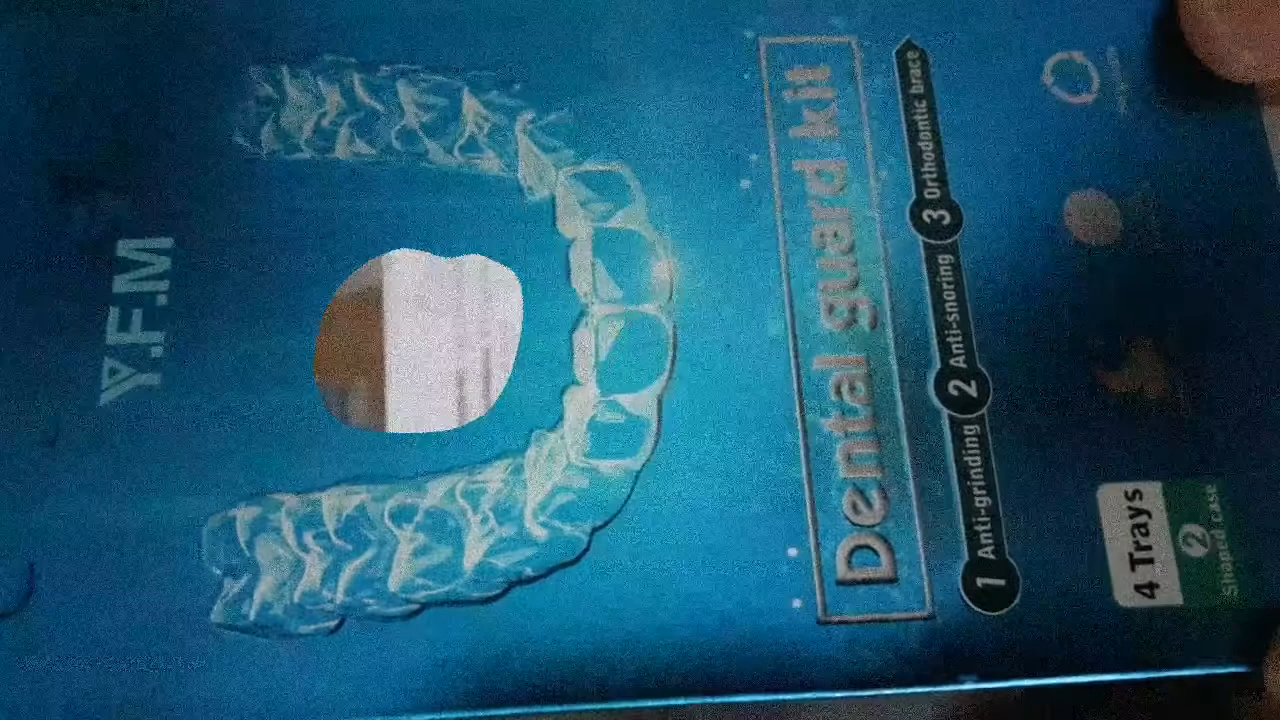 Y.F.M
Dental guard kit
1 Anti-grinding 2 Anti-snoring 3 Orthodontic brace
4 Trays
2
Shaped case